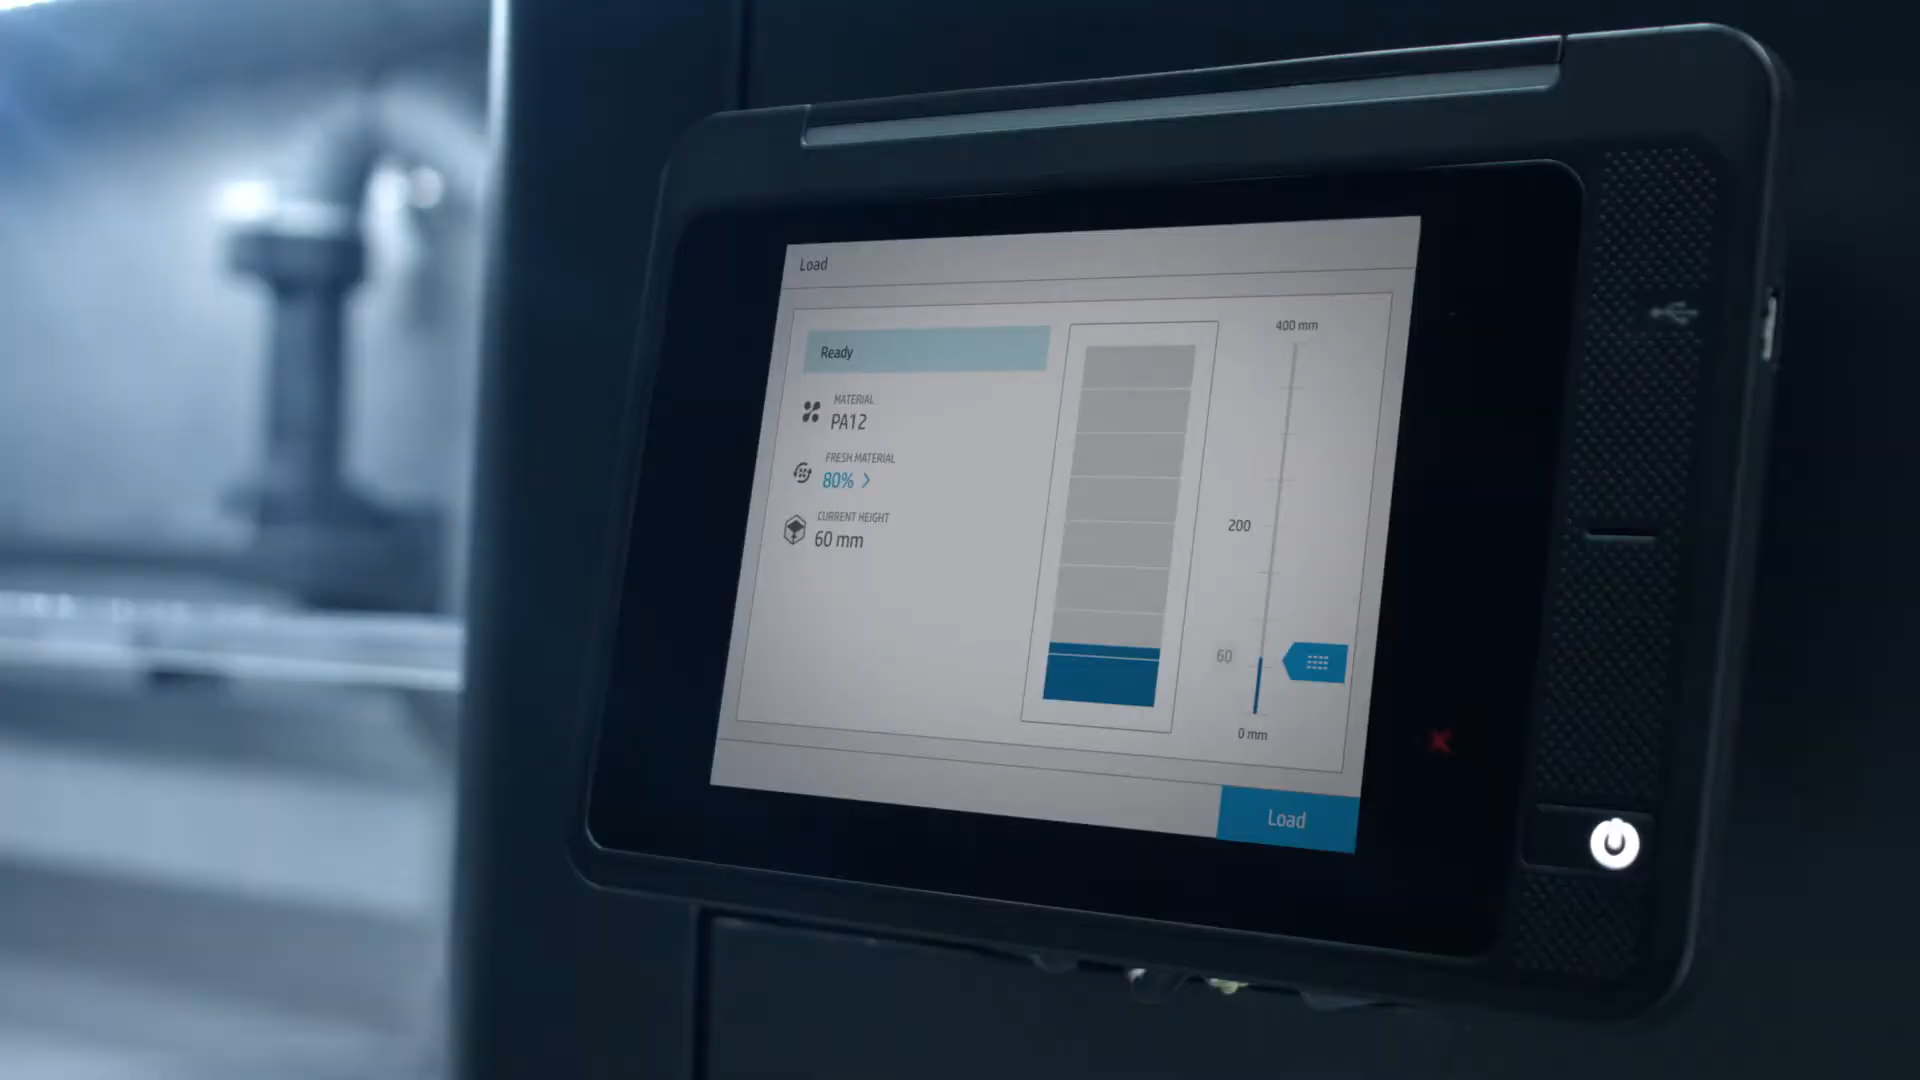 Load
Ready
MATERIAL
PA12
FRESH MATERIAL
80% >
CURRENT HEIGHT
60 mm
400 mm
200
60
0 mm
Load